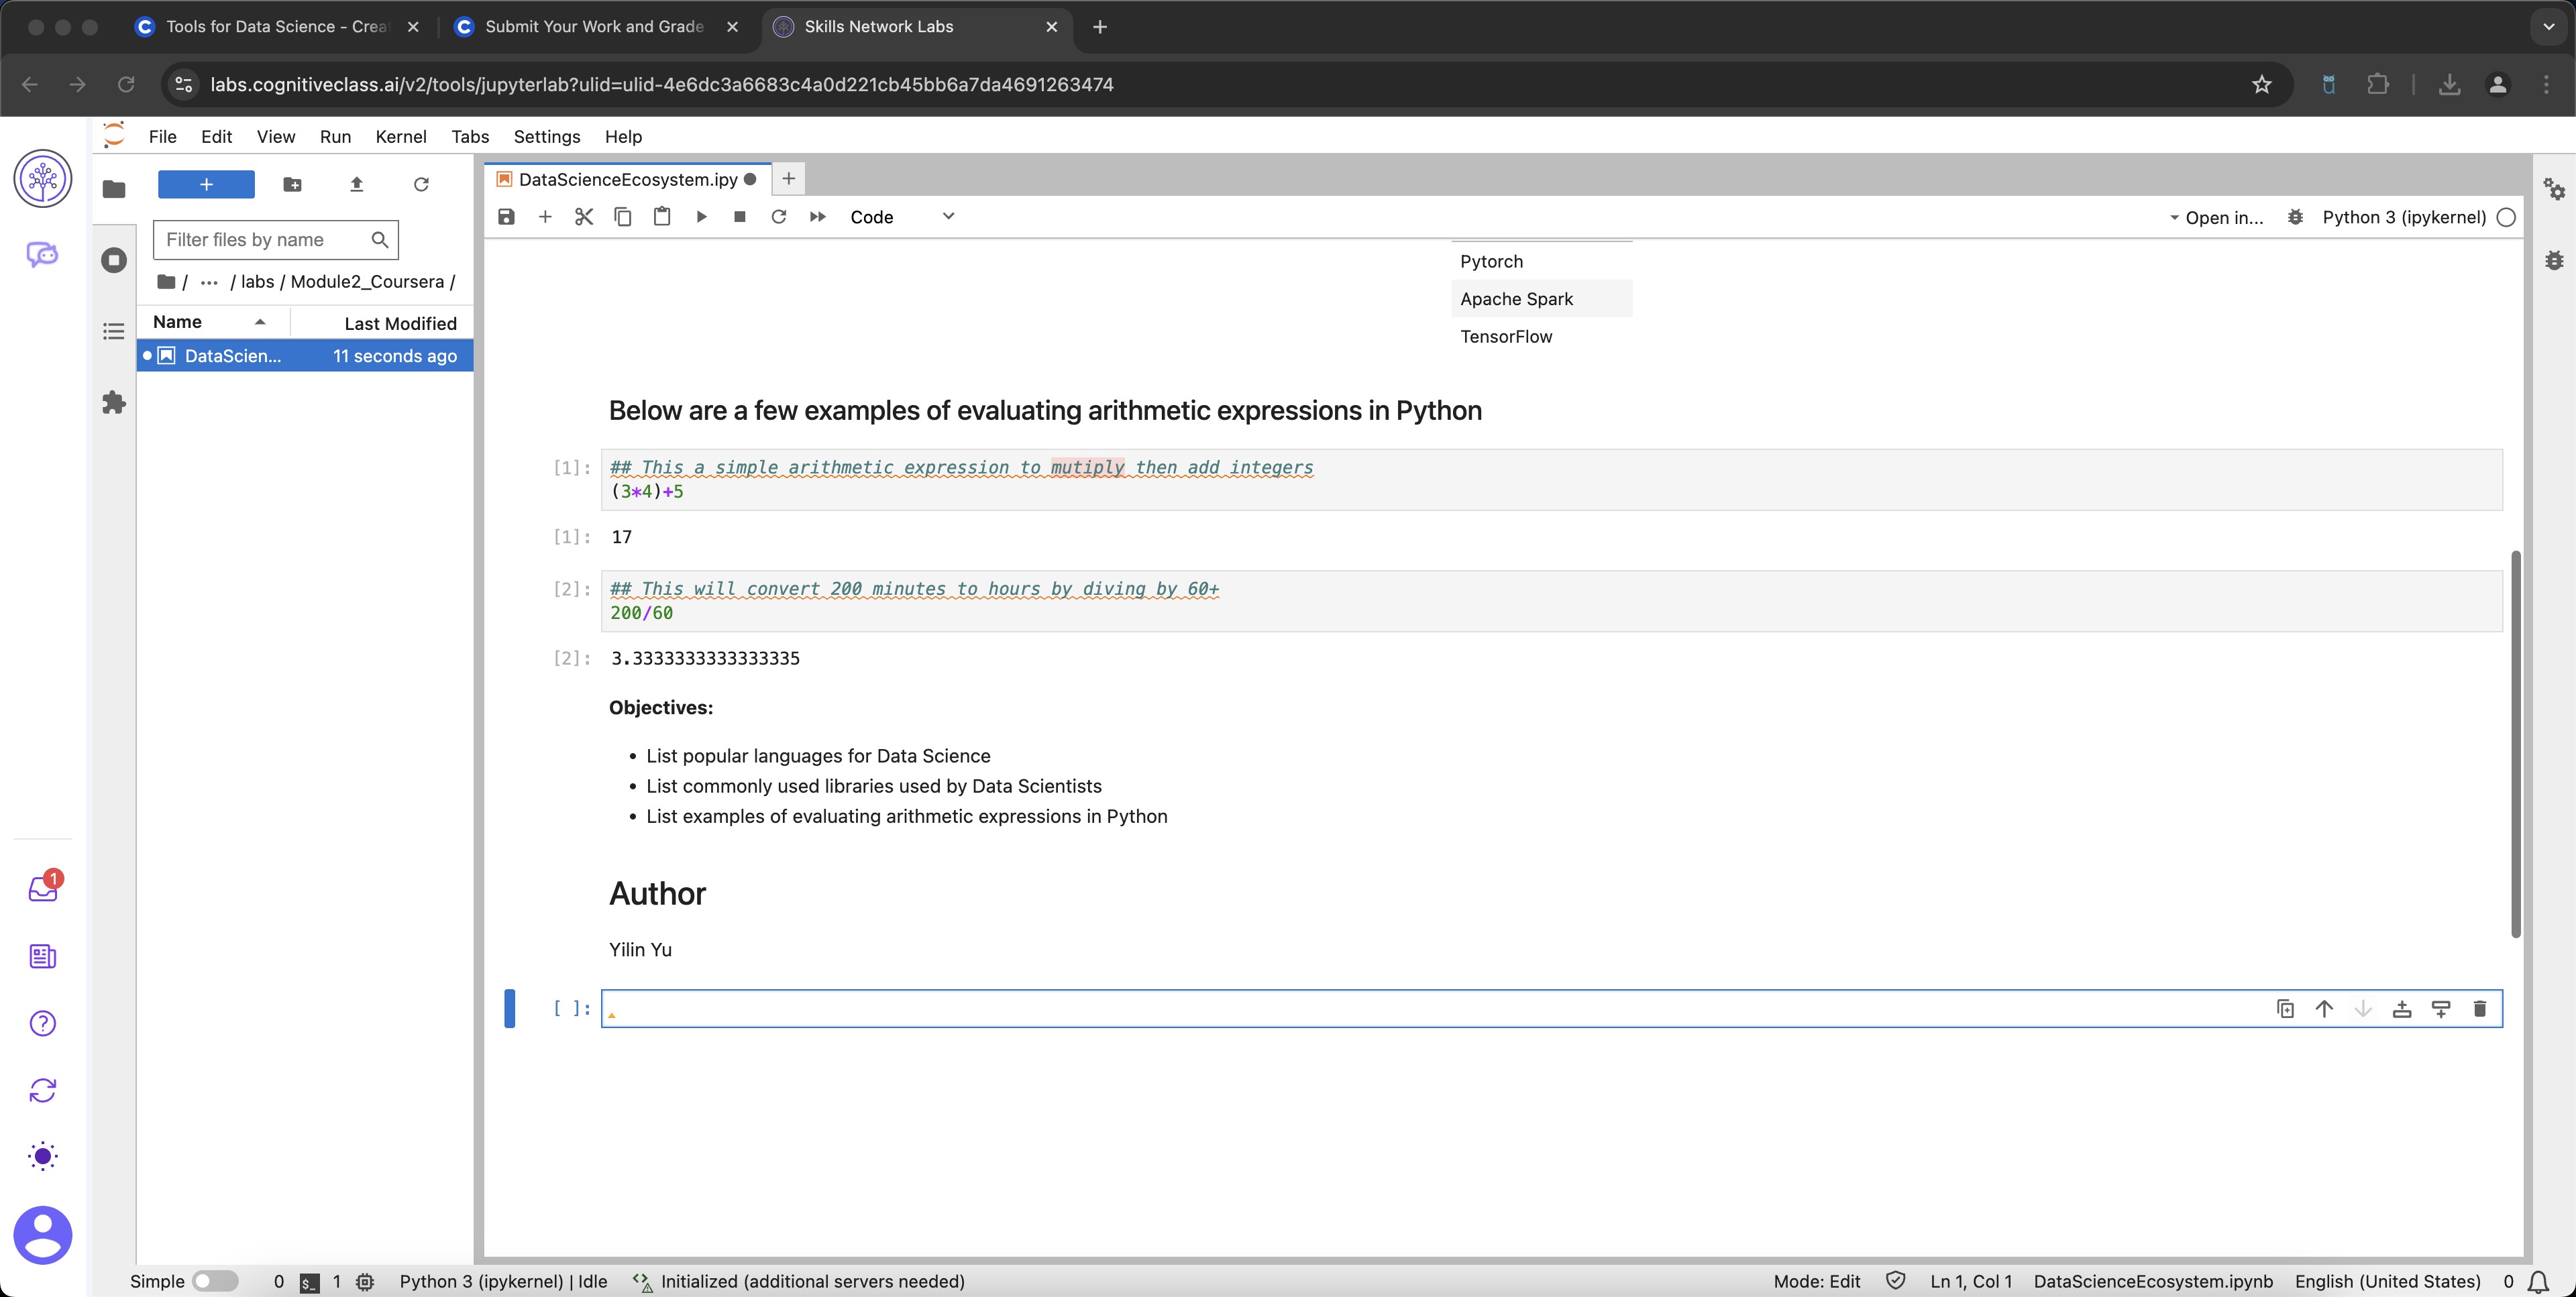 Tools for Data Science - Crea
Submit Your Work and Grade
Skills Network Labs
labs.cognitiveclass.ai/v2/tools/jupyterlab?ulid=ulid-4e6dc3a6683c4a0d221cb45bb6a7da4691263474
File Edit View Run Kernel Tabs Settings Help
DataScienceEcosystem.ipy
Code
Open in...
Python 3 (ipykernel)
Filter files by name
/ ... / labs / Module2_Coursera /
Name Last Modified
DataScien... 11 seconds ago
Pytorch
Apache Spark
TensorFlow
Below are a few examples of evaluating arithmetic expressions in Python
[1]: ## This a simple arithmetic expression to mutiply then add integers
(3*4)+5
[1]: 17
[2]: ## This will convert 200 minutes to hours by diving by 60+
200/60
[2]: 3.3333333333333335
Objectives:
• List popular languages for Data Science
• List commonly used libraries used by Data Scientists
• List examples of evaluating arithmetic expressions in Python
Author
Yilin Yu
[ ]:
1
Simple 0 1 Python 3 (ipykernel) | Idle Initialized (additional servers needed)
Mode: Edit Ln 1, Col 1 DataScienceEcosystem.ipynb English (United States) 0